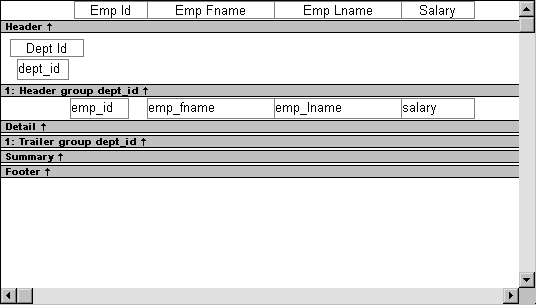 Emp Id Emp Fname Emp Lname Salary
Header ↑
Dept Id
dept_id
1: Header group dept_id ↑
emp_id emp_fname emp_lname salary
Detail ↑
1: Trailer group dept_id ↑
Summary ↑
Footer ↑